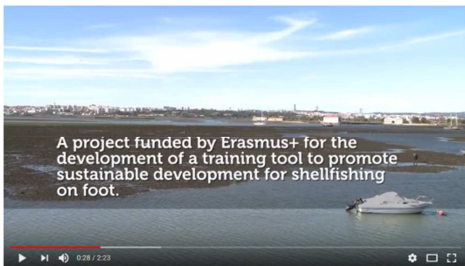 A project funded by Erasmus+ for the
development of a training tool to promote
sustainable development for shellfishing
on foot.
0:28 / 2:23